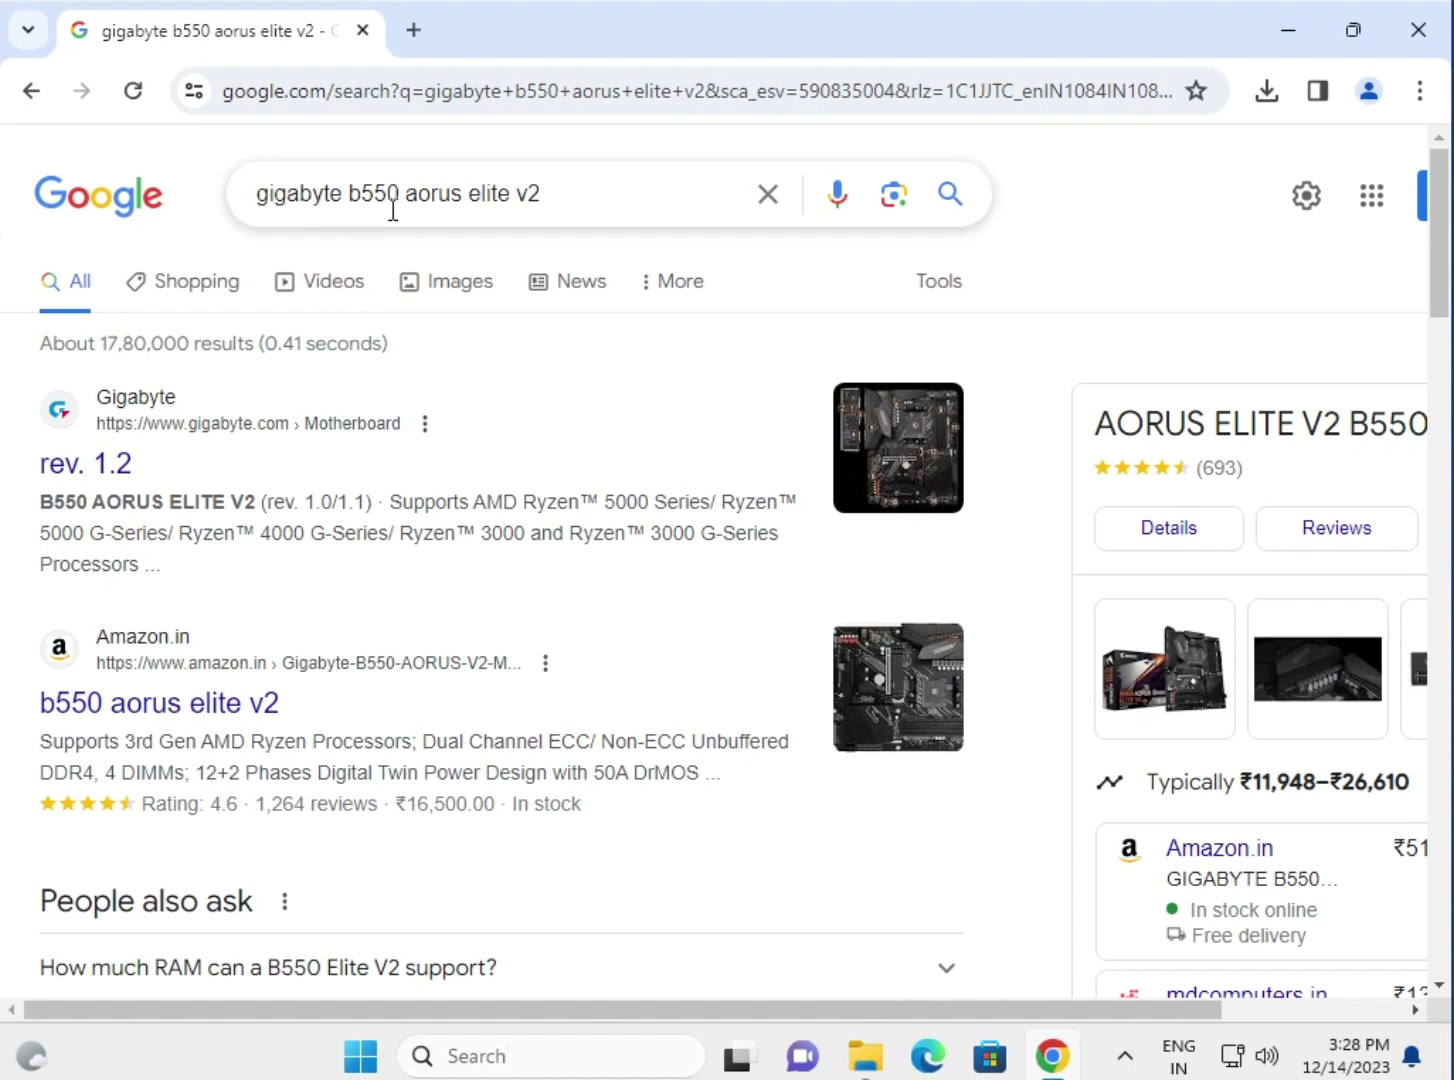 gigabyte b550 aorus elite v2 -
google.com/search?q=gigabyte+b550+aorus+elite+v2&sca_esv=590835004&rlz=1C1JJTC_enIN1084IN108...
Google
gigabyte b550 aorus elite v2
All
Shopping
Videos
Images
News
More
Tools
About 17,80,000 results (0.41 seconds)
Gigabyte
https://www.gigabyte.com › Motherboard
rev. 1.2
B550 AORUS ELITE V2 (rev. 1.0/1.1) · Supports AMD Ryzen™ 5000 Series/ Ryzen™
5000 G-Series/ Ryzen™ 4000 G-Series/ Ryzen™ 3000 and Ryzen™ 3000 G-Series
Processors ...
Amazon.in
https://www.amazon.in › Gigabyte-B550-AORUS-V2-M...
b550 aorus elite v2
Supports 3rd Gen AMD Ryzen Processors; Dual Channel ECC/ Non-ECC Unbuffered
DDR4, 4 DIMMs; 12+2 Phases Digital Twin Power Design with 50A DrMOS ...
Rating: 4.6 · 1,264 reviews · ₹16,500.00 · In stock
People also ask
How much RAM can a B550 Elite V2 support?
AORUS ELITE V2 B550
(693)
Details
Reviews
Typically ₹11,948–₹26,610
Amazon.in
₹51
GIGABYTE B550...
In stock online
Free delivery
mdcomputers.in
Search
ENG
IN
3:28 PM
12/14/2023